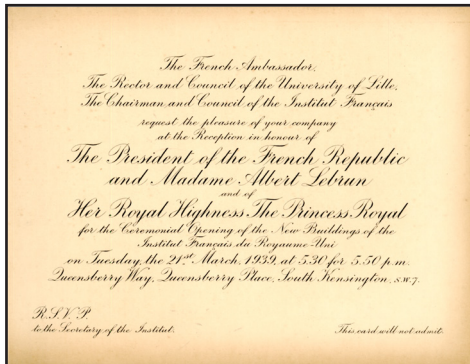 The French Ambassador,
The Rector and Council of the University of Lille,
The Chairman and Council of the Institut Français
request the pleasure of your company
at the Reception in honour of
The President of the French Republic
and Madame Albert Lebrun
and of
Her Royal Highness The Princess Royal
for the Ceremonial Opening of the New Buildings of the
Institut Français du Royaume-Uni
on Tuesday, the 21st March, 1939, at 5.30 for 5.50 p.m.
Queensberry Way, Queensberry Place, South Kensington, S.W.7.
R.S.V.P.
to the Secretary of the Institut.
This card will not admit.